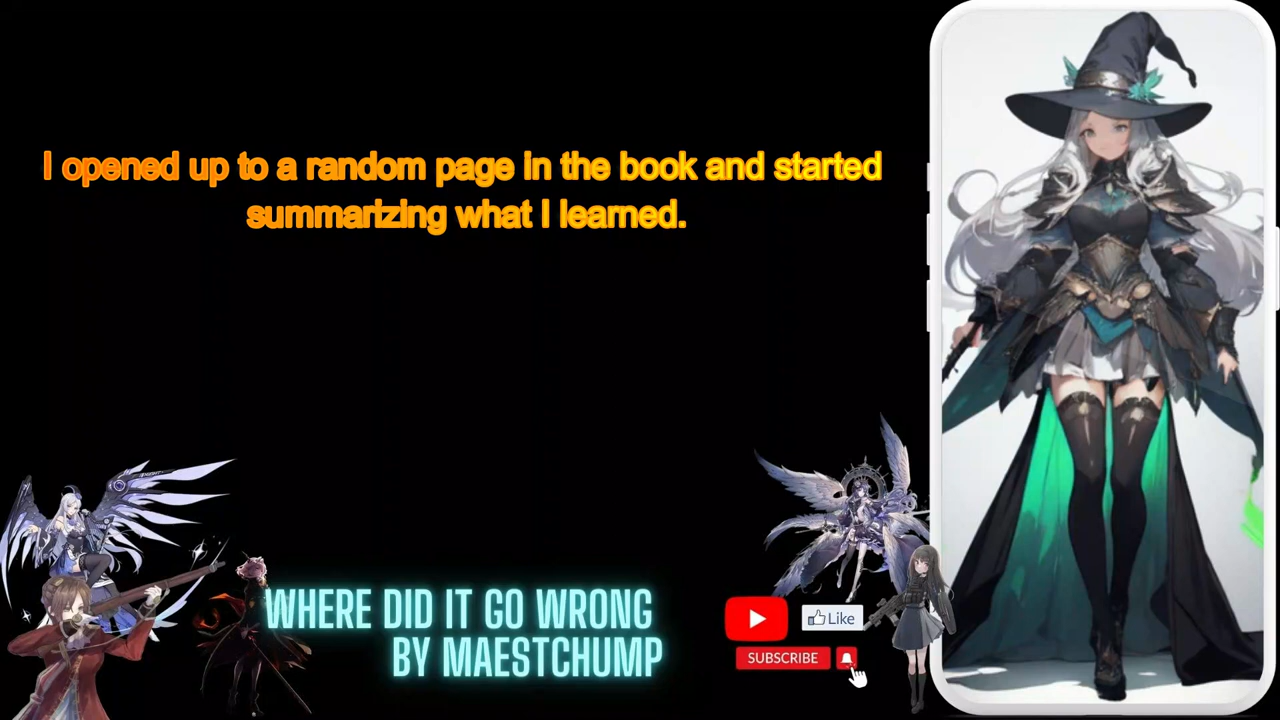 I opened up to a random page in the book and started
summarizing what I learned.
WHERE DID IT GO WRONG
BY MAESTCHUMP
Like
SUBSCRIBE